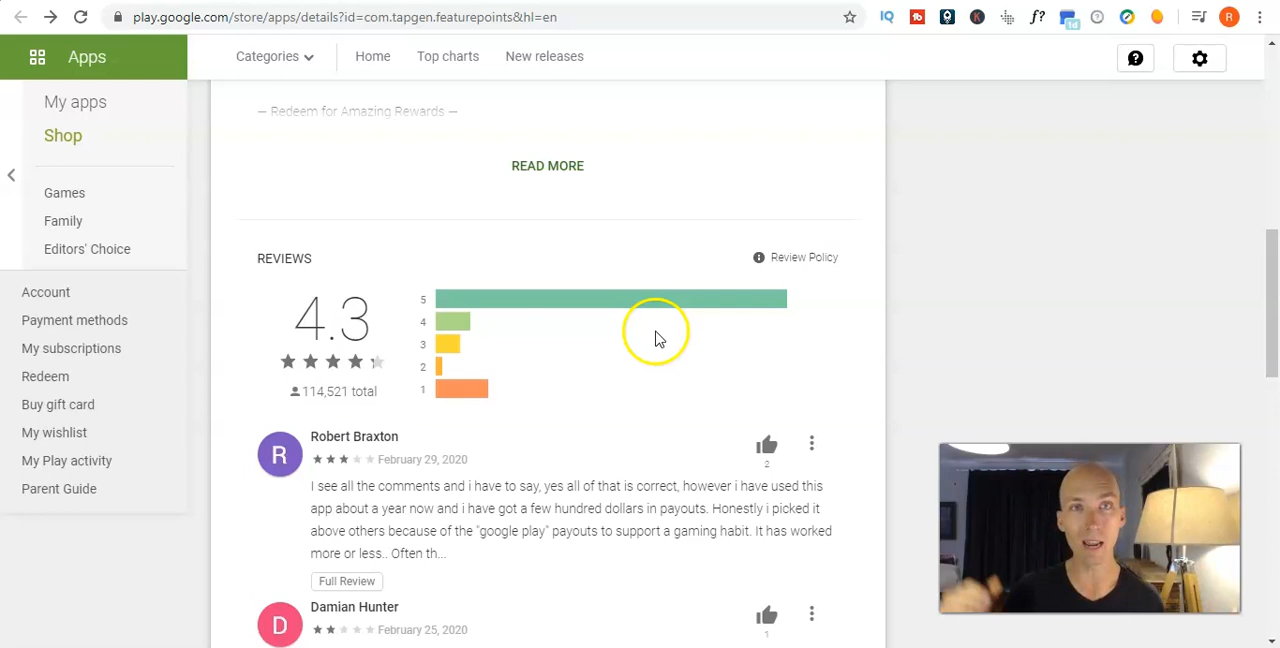 play.google.com/store/apps/details?id=com.tapgen.featurepoints&hl=en
IQ
tb
K
f?
1d
R
Apps
Categories
Home
Top charts
New releases
My apps
Shop
Games
Family
Editors' Choice
Account
Payment methods
My subscriptions
Redeem
Buy gift card
My wishlist
My Play activity
Parent Guide
— Redeem for Amazing Rewards —
READ MORE
REVIEWS
Review Policy
4.3
114,521 total
5
4
3
2
1
R
Robert Braxton
February 29, 2020
2
I see all the comments and i have to say, yes all of that is correct, however i have used this
app about a year now and i have got a few hundred dollars in payouts. Honestly i picked it
above others because of the "google play" payouts to support a gaming habit. It has worked
more or less.. Often th...
Full Review
D
Damian Hunter
February 25, 2020
1